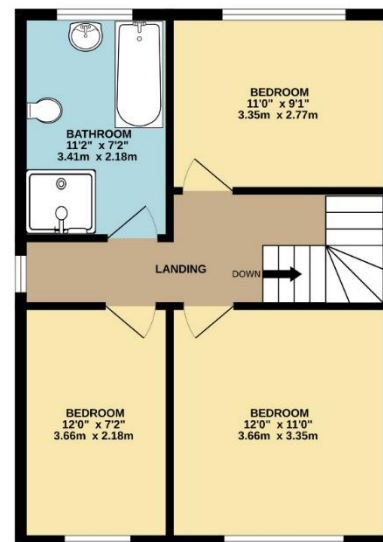 BATHROOM
11'2" x 7'2"
3.41m x 2.18m
BEDROOM
11'0" x 9'1"
3.35m x 2.77m
LANDING
DOWN
BEDROOM
12'0" x 7'2"
3.66m x 2.18m
BEDROOM
12'0" x 11'0"
3.66m x 3.35m